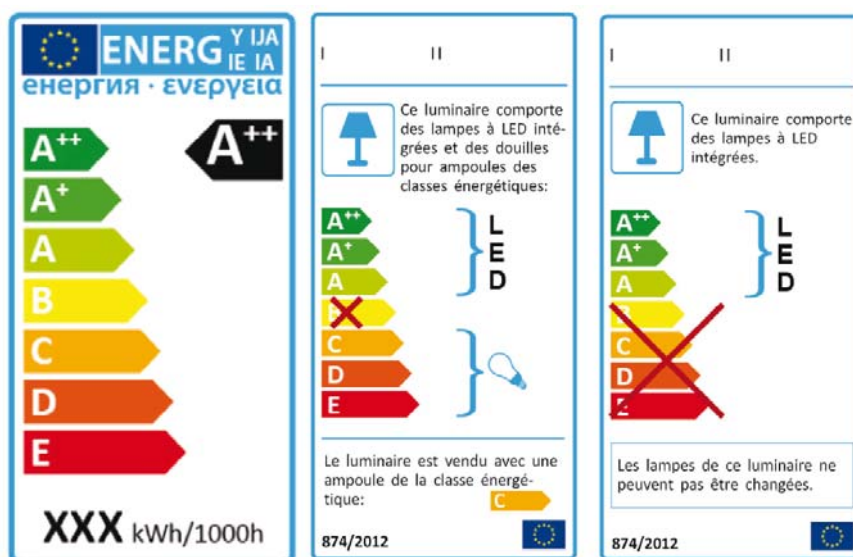 ENERG Y IJA
IE IA
енергия · ενεργεια
A++
A++
A+
A
B
C
D
E
XXX kWh/1000h
I II
Ce luminaire comporte
des lampes à LED inté-
grées et des douilles
pour ampoules des
classes énergétiques:
A++
A+
A
B
C
D
E
L
E
D
Le luminaire est vendu avec une
ampoule de la classe énergé-
tique:
C
874/2012
I II
Ce luminaire comporte
des lampes à LED
intégrées.
A++
A+
A
B
C
D
E
L
E
D
Les lampes de ce luminaire ne
peuvent pas être changées.
874/2012